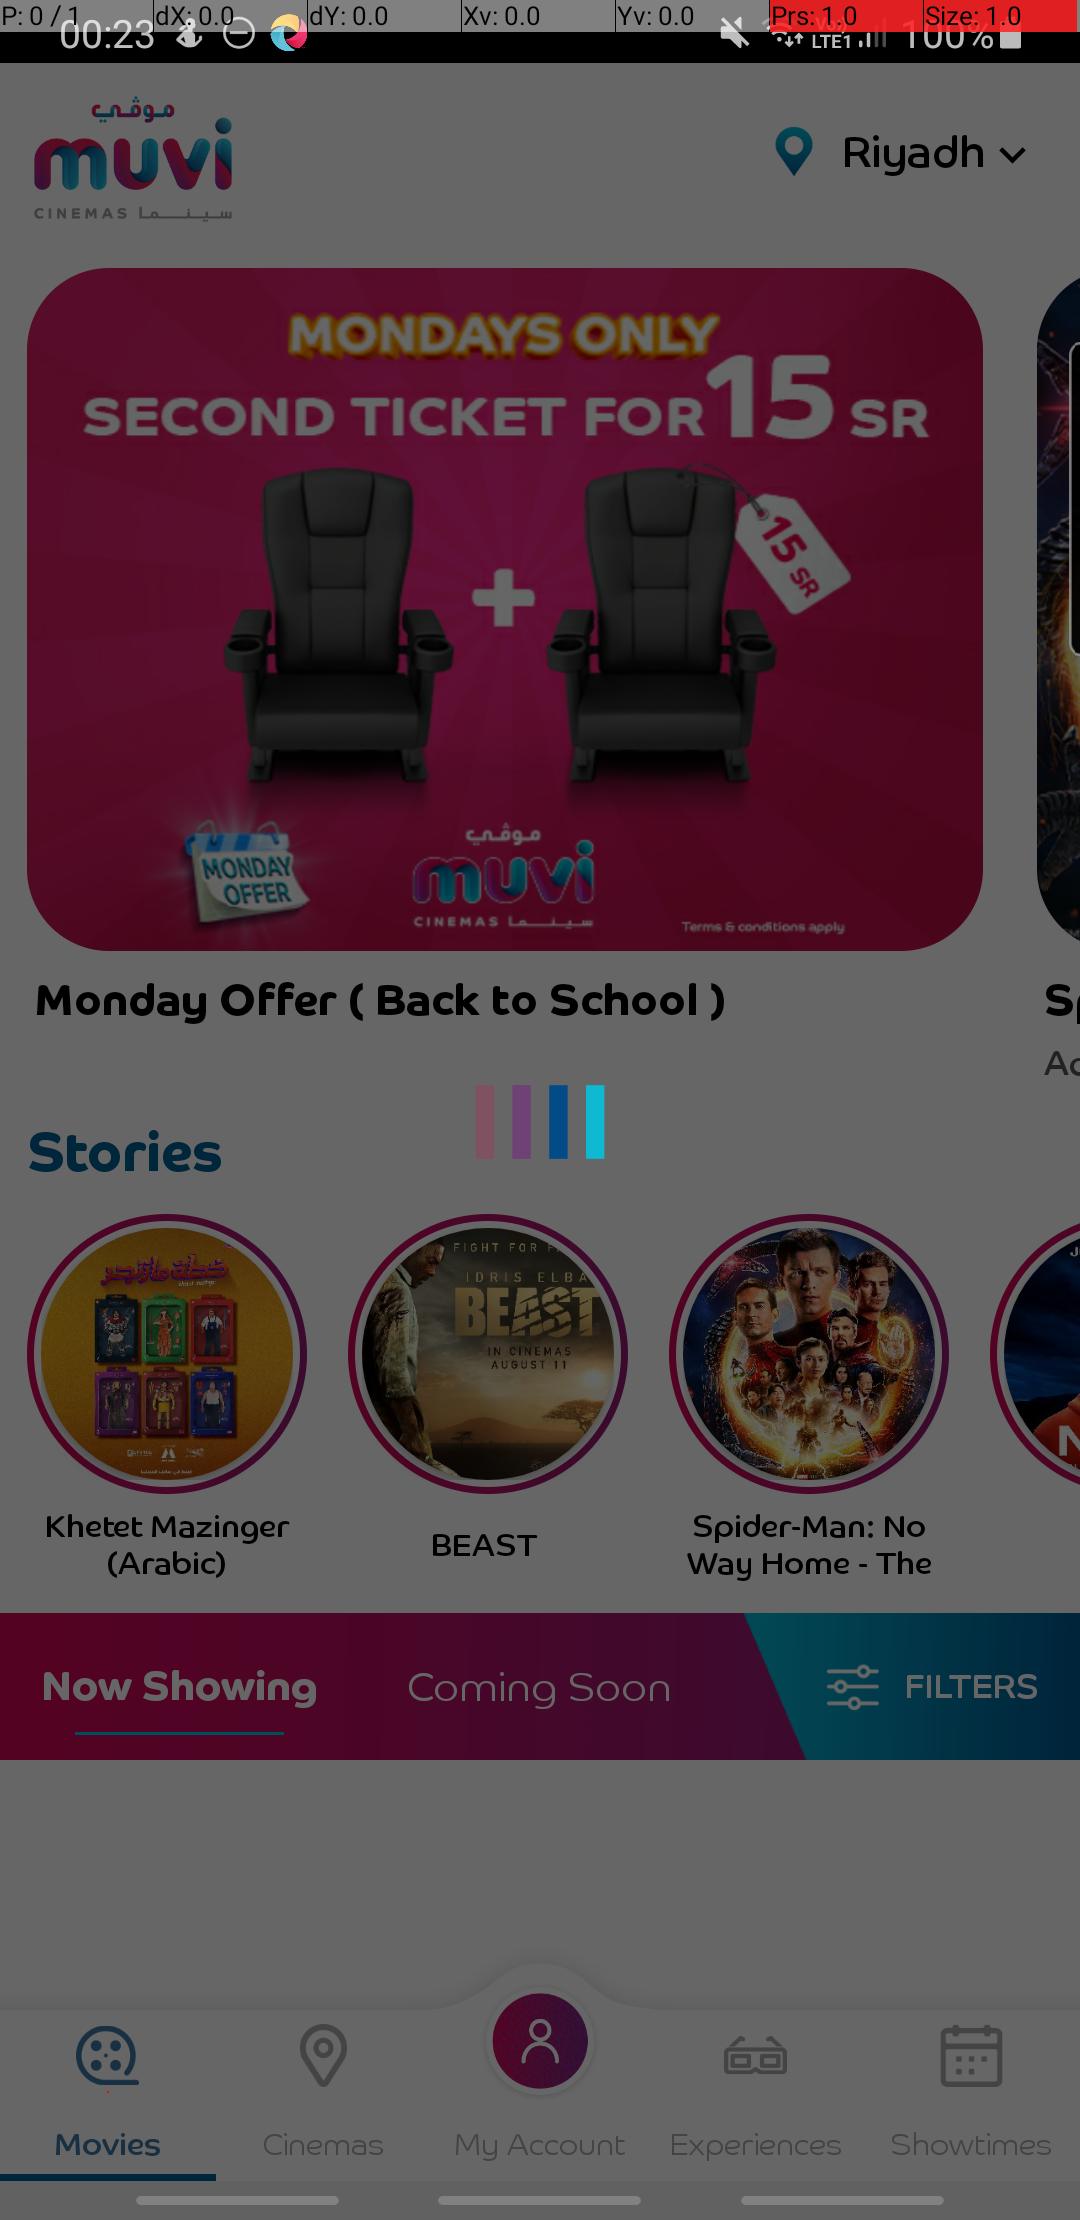 P: 0 / 1 dX: 0.0 dY: 0.0 Xv: 0.0 Yv: 0.0 Prs: 1.0 Size: 1.0
00:23 LTE1 100%
موڤي
muvi
CINEMAS سينما
Riyadh
MONDAYS ONLY
SECOND TICKET FOR 15 SR
15 SR
MONDAY
OFFER
موڤي
muvi
CINEMAS سينما
Terms & conditions apply
Monday Offer ( Back to School )
Stories
FIGHT FOR
IDRIS ELBA
BEAST
IN CINEMAS
AUGUST 11
Khetet Mazinger
(Arabic)
BEAST
Spider-Man: No
Way Home - The
Now Showing
Coming Soon
FILTERS
Movies
Cinemas
My Account
Experiences
Showtimes